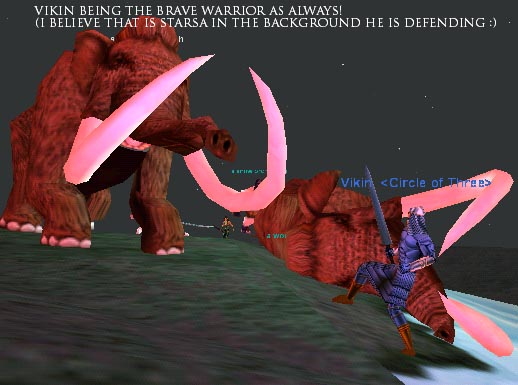 VIKIN BEING THE BRAVE WARRIOR AS ALWAYS!
(I BELIEVE THAT IS STARSA IN THE BACKGROUND HE IS DEFENDING :)
Vikin <Circle of Three>